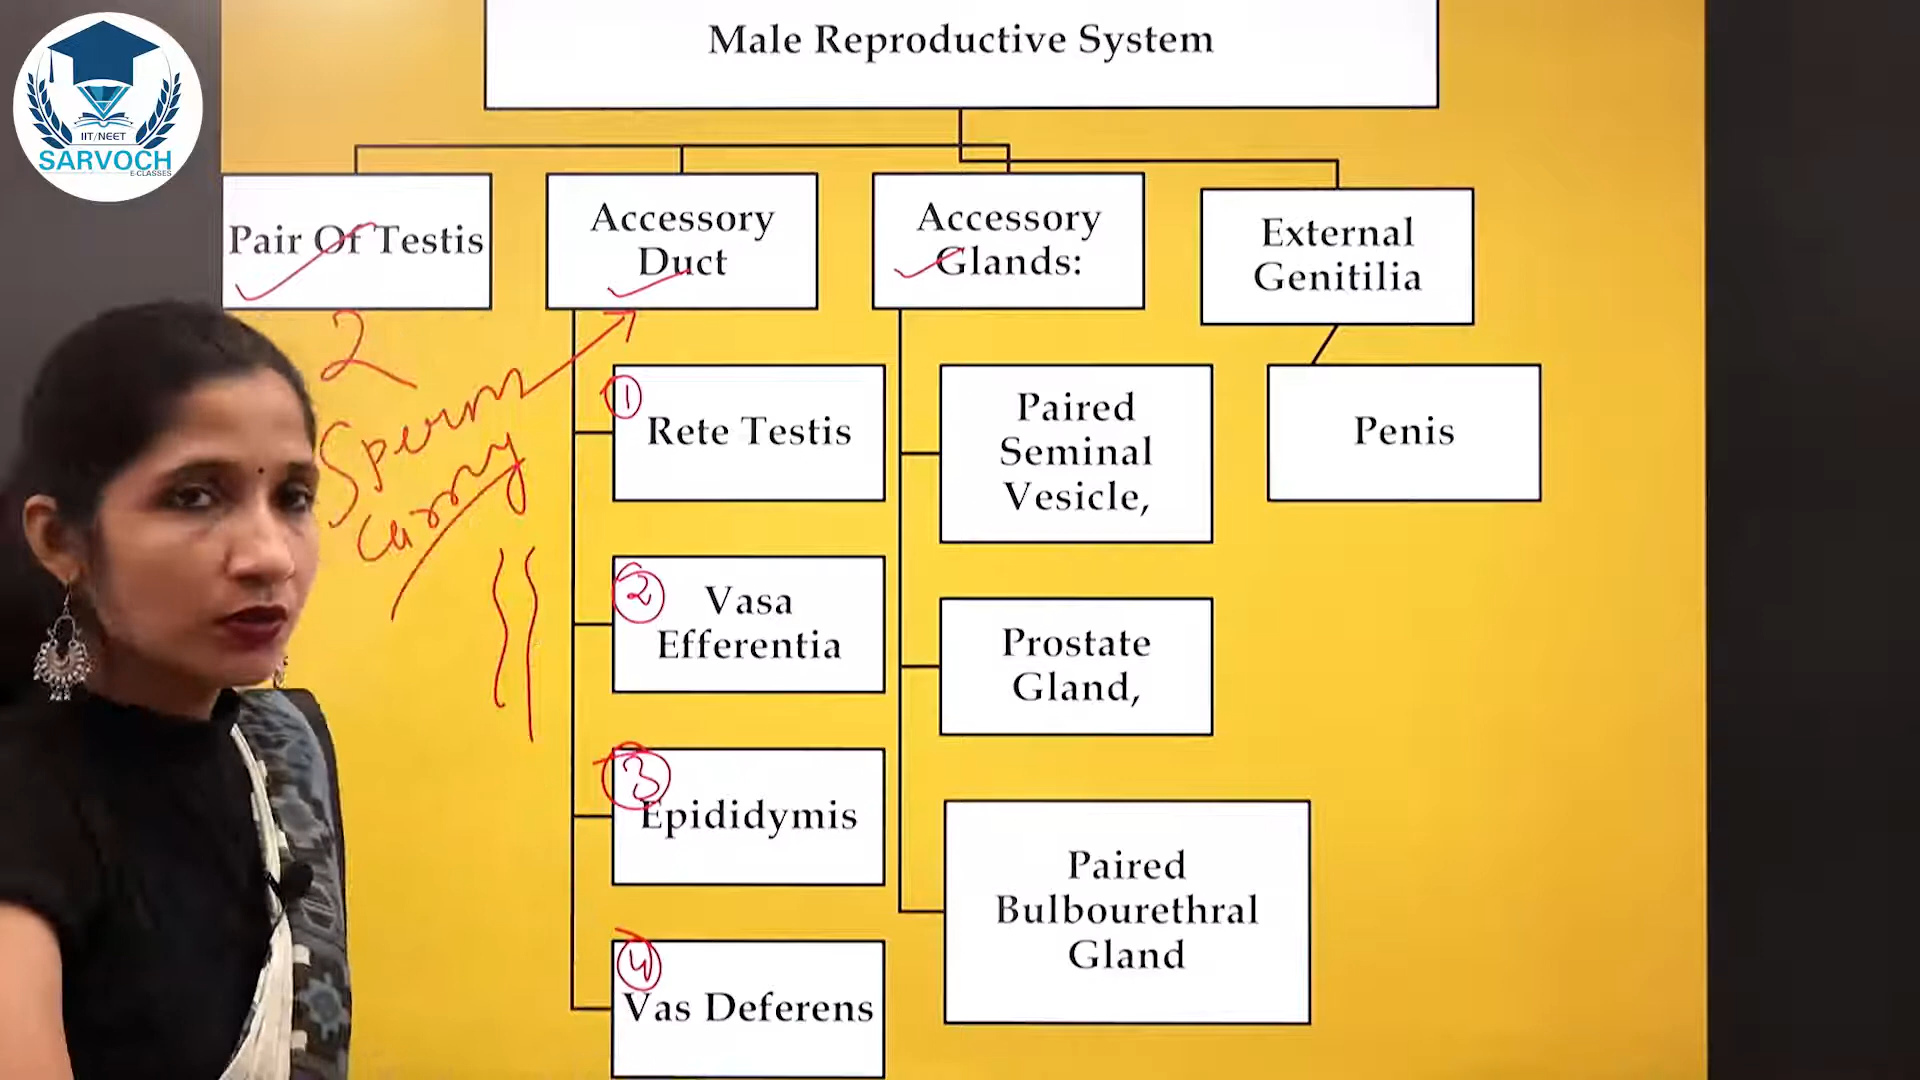 IIT/NEET
SARVOCH
E-CLASSES
Male Reproductive System
Pair Of Testis
Accessory
Duct
Accessory
Glands:
External
Genitilia
2
Sperm
carry
1
Rete Testis
2
Vasa
Efferentia
3
Epididymis
4
Vas Deferens
Paired
Seminal
Vesicle,
Prostate
Gland,
Paired
Bulbourethral
Gland
Penis